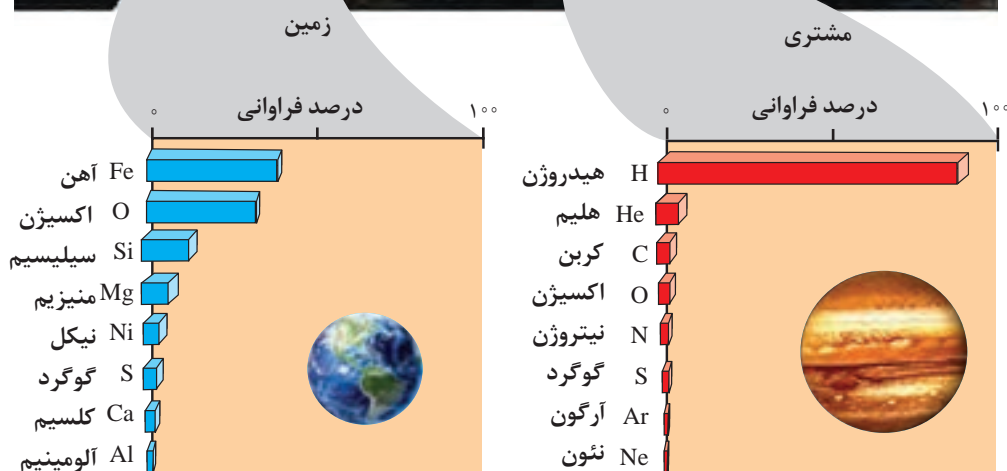 مشتری
درصد فراوانی
۰ ۱۰۰
هیدروژن H
هلیم He
کربن C
اکسیژن O
نیتروژن N
گوگرد S
آرگون Ar
نئون Ne
زمین
درصد فراوانی
۰ ۱۰۰
آهن Fe
اکسیژن O
سیلیسیم Si
منیزیم Mg
نیکل Ni
گوگرد S
کلسیم Ca
آلومینیم Al